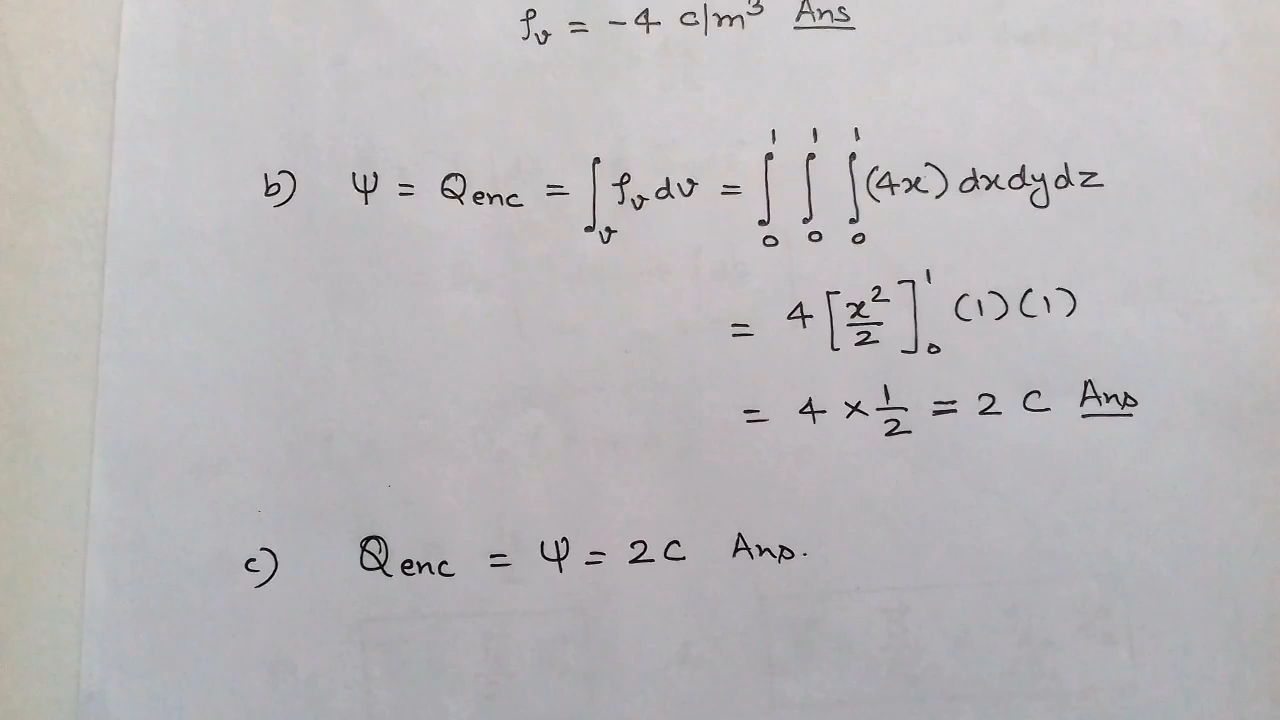 ρᵥ = -4 c/m³ Ans
b) Ψ = Qenc = ∫ᵥ ρᵥ dv = ∫₀¹ ∫₀¹ ∫₀¹ (4x) dxdydz
= 4 [x²/2]₀¹ (1)(1)
= 4 × 1/2 = 2 C Ans
c) Qenc = Ψ = 2C Ans.